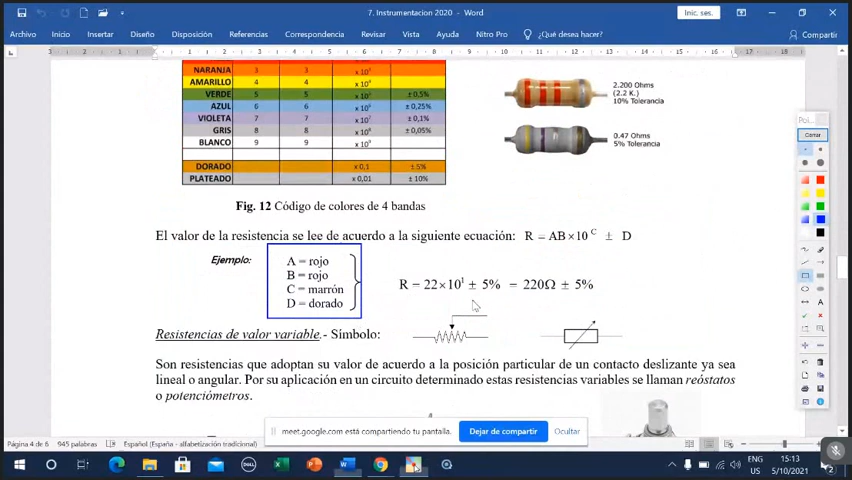 7. Instrumentacion 2020 - Word
Inic. ses.
Archivo Inicio Insertar Diseño Disposición Referencias Correspondencia Revisar Vista Ayuda Nitro Pro ¿Qué desea hacer? Compartir
NARANJA 3 3
AMARILLO 4 4 x 10⁴
VERDE 5 5 ± 0,5%
AZUL 6 6 x 10⁶ ± 0,25%
VIOLETA 7 7 x 10⁷ ± 0,1%
GRIS 8 8 x 10⁸ ± 0,05%
BLANCO 9 9 x 10⁹
DORADO x 0,1 ± 5%
PLATEADO x 0,01 ± 10%
2.200 Ohms
(2.2 K.)
10% Tolerancia
0.47 Ohms
5% Tolerancia
Fig. 12 Código de colores de 4 bandas
El valor de la resistencia se lee de acuerdo a la siguiente ecuación: R = AB×10 ᶜ ± D
Ejemplo:
A = rojo
B = rojo
C = marrón
D = dorado
R = 22×10¹ ± 5% = 220Ω ± 5%
Resistencias de valor variable.- Símbolo:
Son resistencias que adoptan su valor de acuerdo a la posición particular de un contacto deslizante ya sea
lineal o angular. Por su aplicación en un circuito determinado estas resistencias variables se llaman reóstatos
o potenciómetros.
Poi...
Cerrar
meet.google.com está compartiendo tu pantalla. Dejar de compartir Ocultar
Página 4 de 6 945 palabras Español (España - alfabetización tradicional)
ENG
US
15:13
5/10/2021